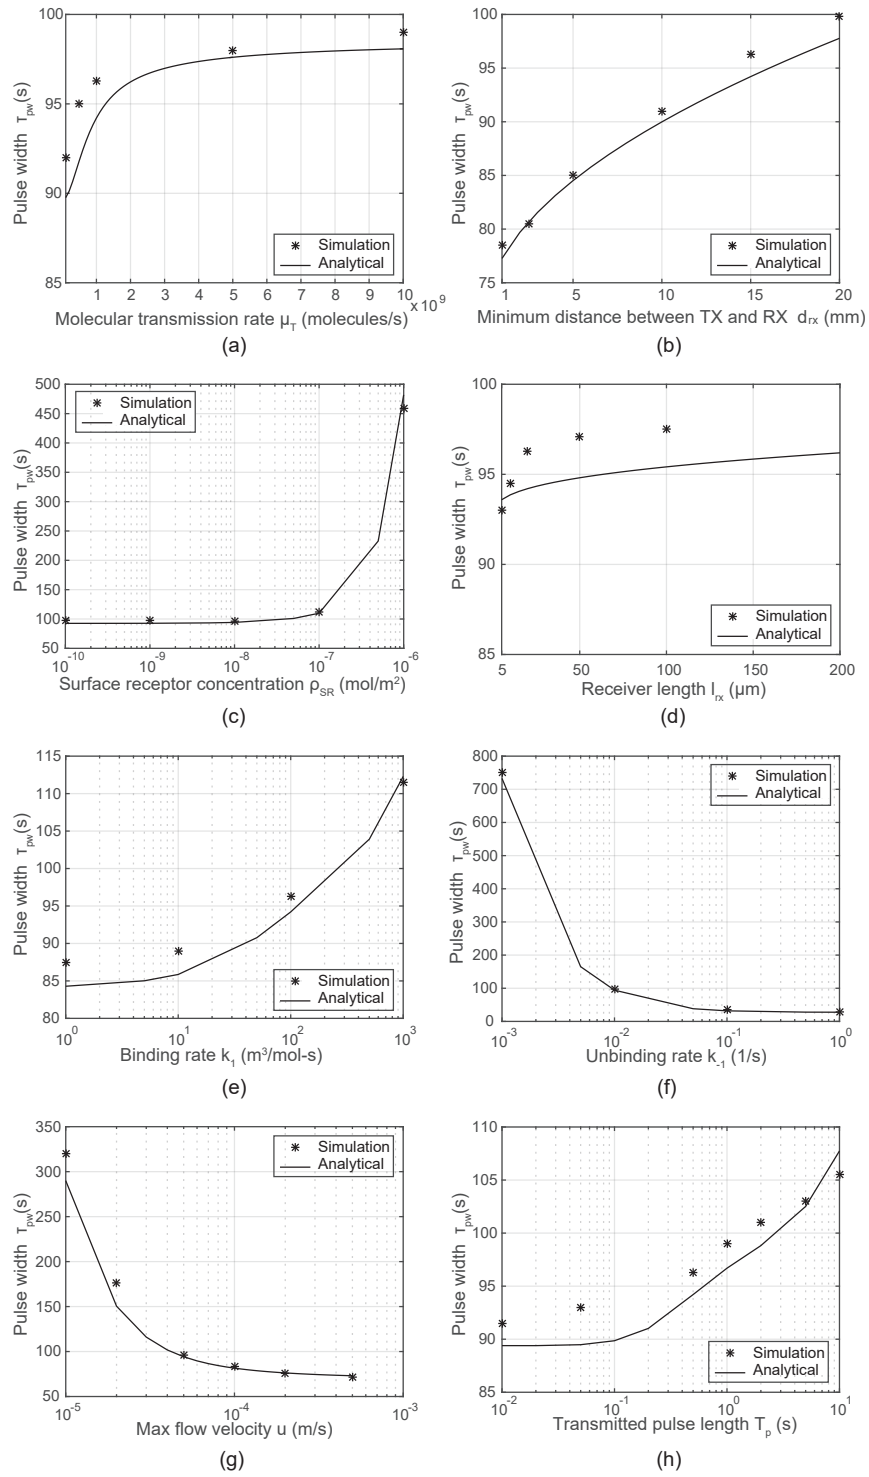 100
95
90
85
Pulse width τpw(s)
Simulation
Analytical
1 2 3 4 5 6 7 8 9 10
x 10^9
Molecular transmission rate μT (molecules/s)
(a)
100
95
90
85
80
75
Pulse width τpw(s)
Simulation
Analytical
1 5 10 15 20
Minimum distance between TX and RX drx (mm)
(b)
500
450
400
350
300
250
200
150
100
50
Pulse width τpw(s)
Simulation
Analytical
10^-10 10^-9 10^-8 10^-7 10^-6
Surface receptor concentration ρSR (mol/m²)
(c)
100
95
90
85
Pulse width τpw(s)
Simulation
Analytical
5 50 100 150 200
Receiver length lrx (μm)
(d)
115
110
105
100
95
90
85
80
Pulse width τpw(s)
Simulation
Analytical
10^0 10^1 10^2 10^3
Binding rate k1 (m³/mol-s)
(e)
800
700
600
500
400
300
200
100
0
Pulse width τpw(s)
Simulation
Analytical
10^-3 10^-2 10^-1 10^0
Unbinding rate k-1 (1/s)
(f)
350
300
250
200
150
100
50
Pulse width τpw(s)
Simulation
Analytical
10^-5 10^-4 10^-3
Max flow velocity u (m/s)
(g)
110
105
100
95
90
85
Pulse width τpw(s)
Simulation
Analytical
10^-2 10^-1 10^0 10^1
Transmitted pulse length Tp (s)
(h)